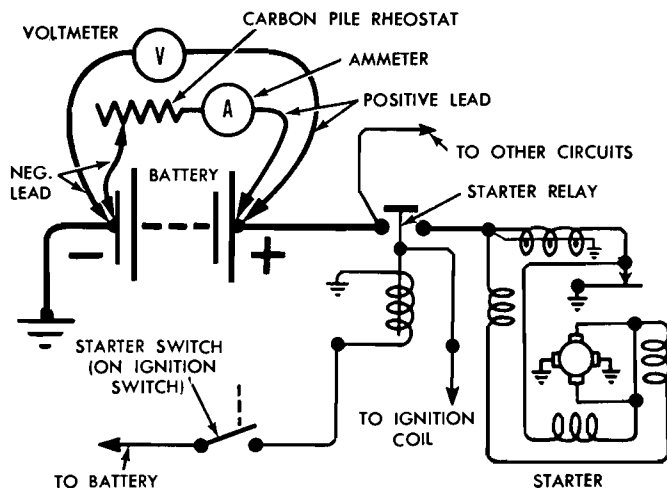 CARBON PILE RHEOSTAT
VOLTMETER
V
AMMETER
A
POSITIVE LEAD
NEG.
LEAD
BATTERY
TO OTHER CIRCUITS
STARTER RELAY
−
+
STARTER SWITCH
(ON IGNITION
SWITCH)
TO IGNITION
COIL
TO BATTERY
STARTER